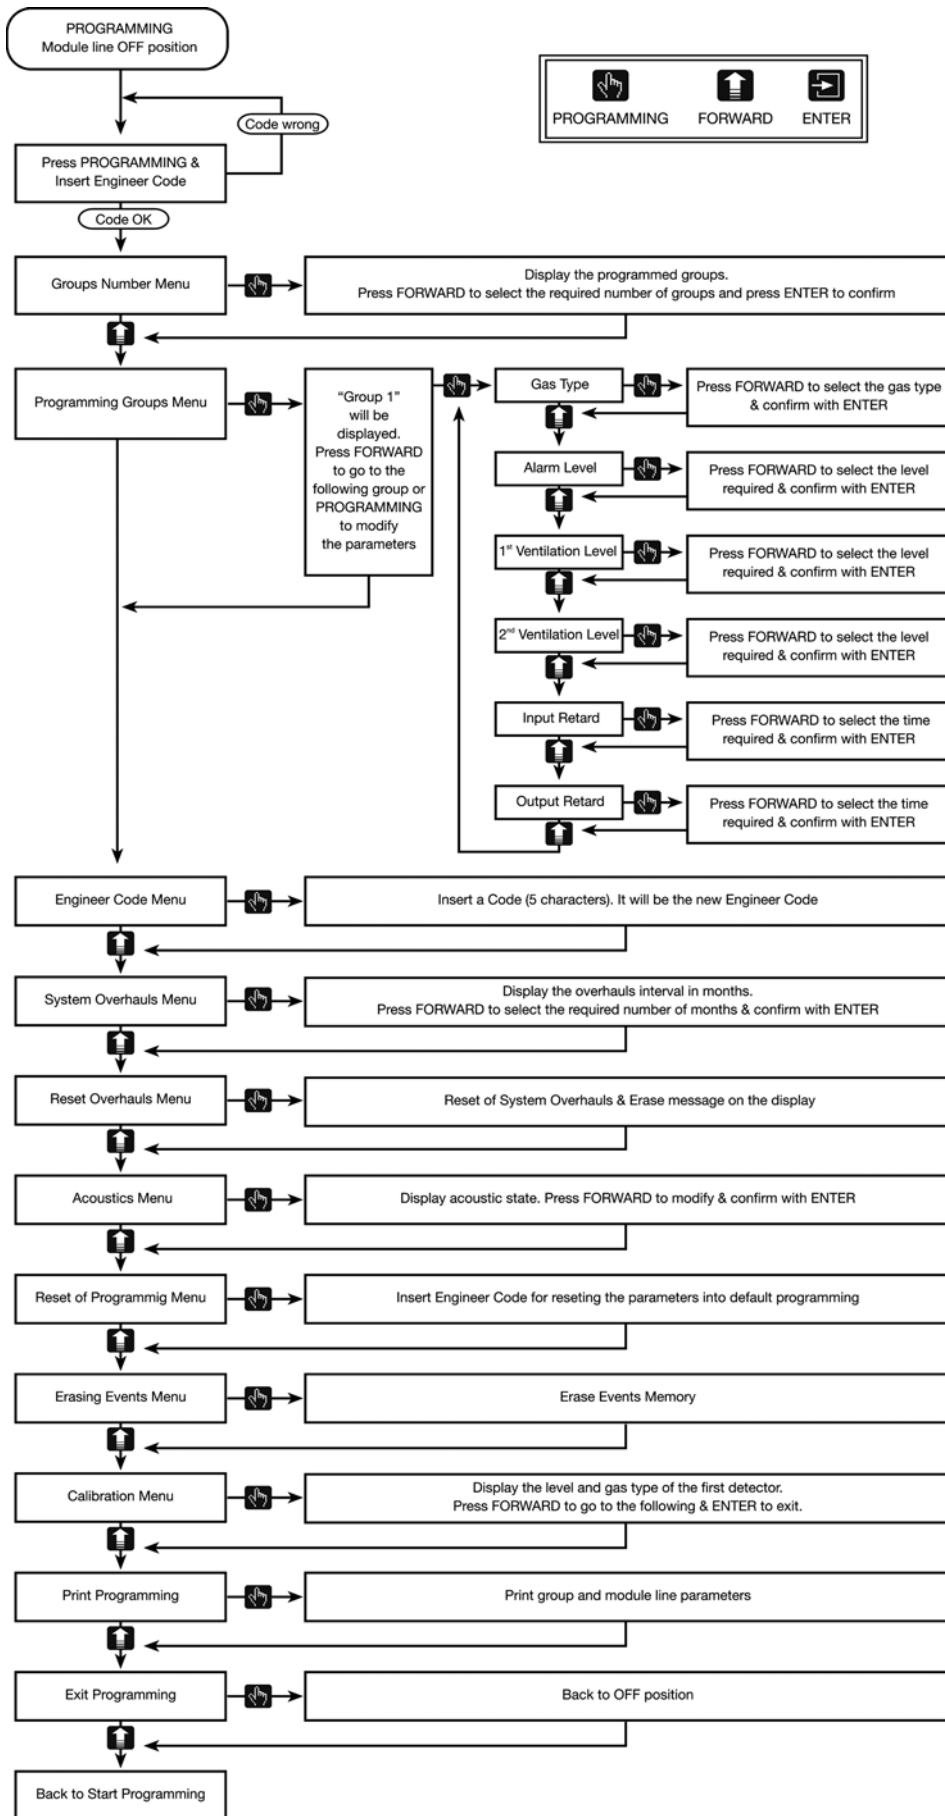 PROGRAMMING
Module line OFF position
PROGRAMMING
FORWARD
ENTER
Code wrong
Press PROGRAMMING &
Insert Engineer Code
Code OK
Groups Number Menu
Display the programmed groups.
Press FORWARD to select the required number of groups and press ENTER to confirm
Programming Groups Menu
"Group 1"
will be
displayed.
Press FORWARD
to go to the
following group or
PROGRAMMING
to modify
the parameters
Gas Type
Press FORWARD to select the gas type
& confirm with ENTER
Alarm Level
Press FORWARD to select the level
required & confirm with ENTER
1st Ventilation Level
Press FORWARD to select the level
required & confirm with ENTER
2nd Ventilation Level
Press FORWARD to select the level
required & confirm with ENTER
Input Retard
Press FORWARD to select the time
required & confirm with ENTER
Output Retard
Press FORWARD to select the time
required & confirm with ENTER
Engineer Code Menu
Insert a Code (5 characters). It will be the new Engineer Code
System Overhauls Menu
Display the overhauls interval in months.
Press FORWARD to select the required number of months & confirm with ENTER
Reset Overhauls Menu
Reset of System Overhauls & Erase message on the display
Acoustics Menu
Display acoustic state. Press FORWARD to modify & confirm with ENTER
Reset of Programmig Menu
Insert Engineer Code for reseting the parameters into default programming
Erasing Events Menu
Erase Events Memory
Calibration Menu
Display the level and gas type of the first detector.
Press FORWARD to go to the following & ENTER to exit.
Print Programming
Print group and module line parameters
Exit Programming
Back to OFF position
Back to Start Programming